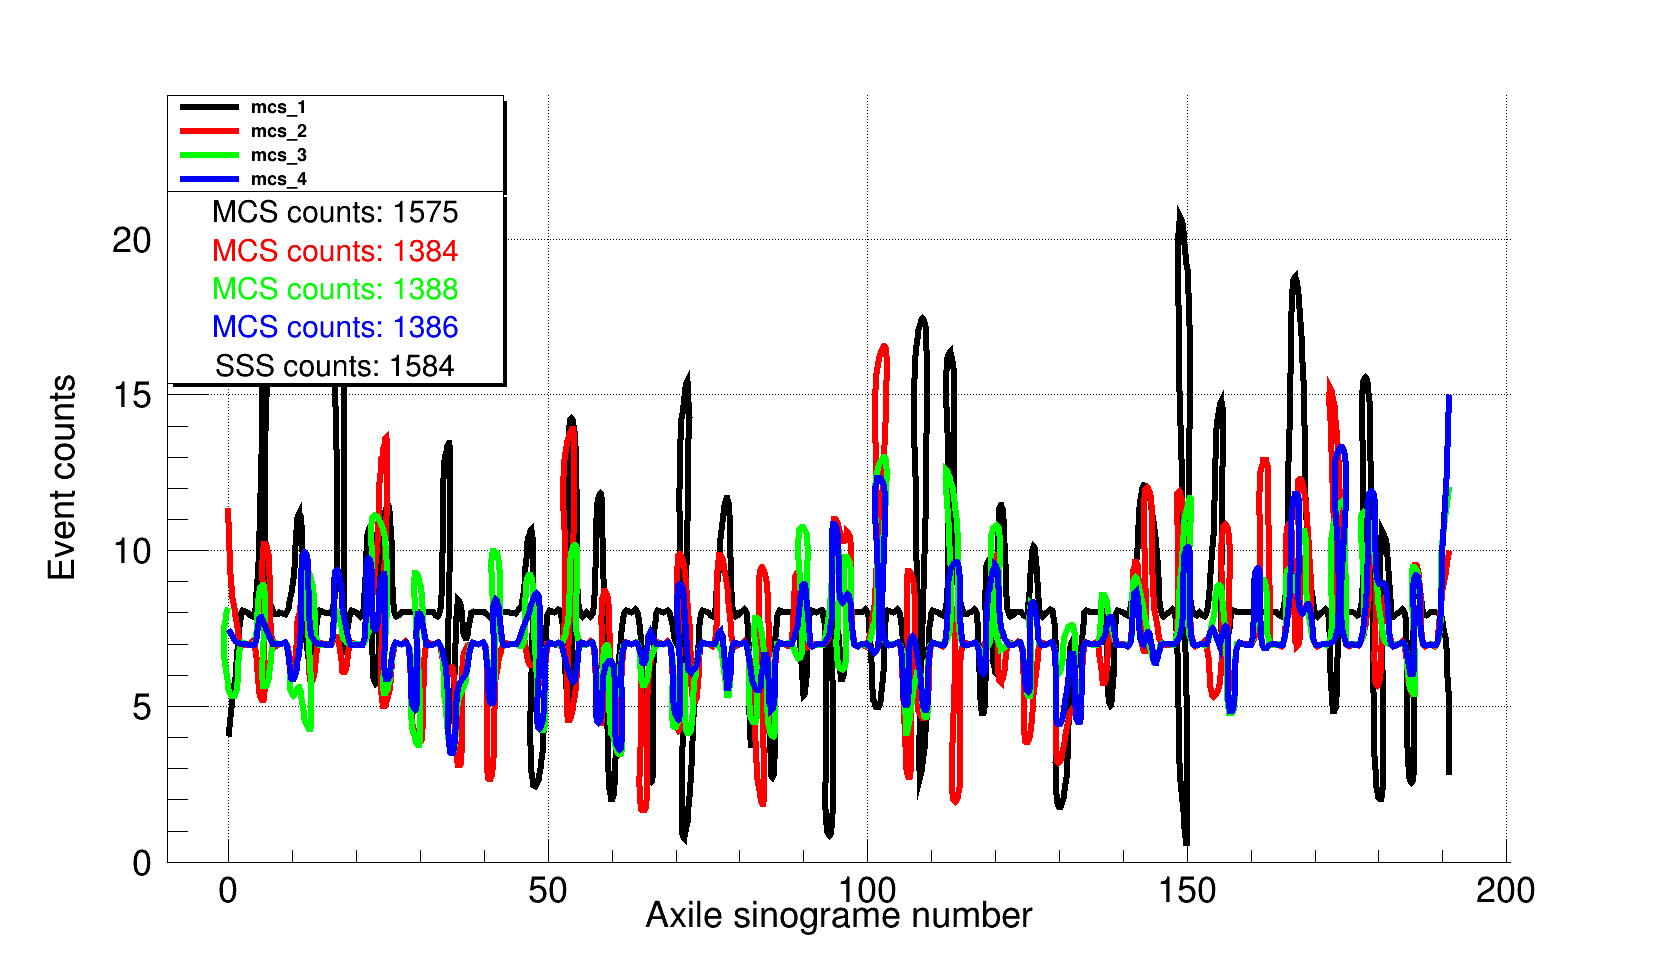 mcs_1
mcs_2
mcs_3
mcs_4
MCS counts: 1575
MCS counts: 1384
MCS counts: 1388
MCS counts: 1386
SSS counts: 1584
20
15
10
5
0
Event counts
0 50 100 150 200
Axile sinograme number